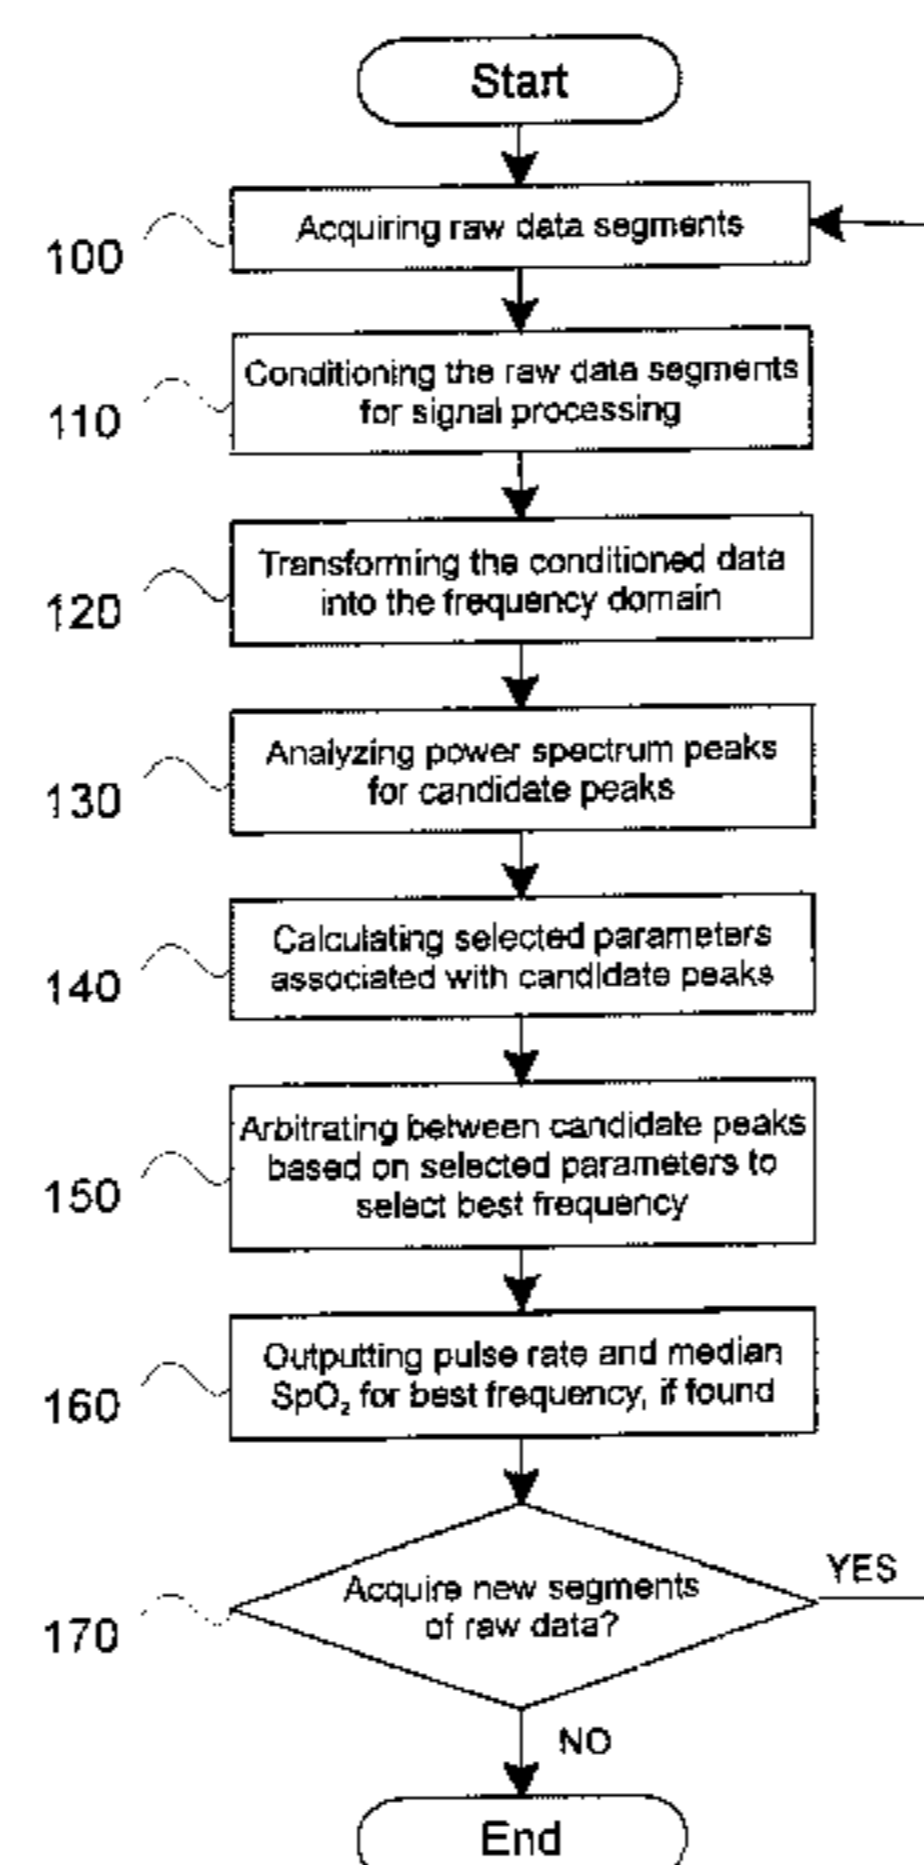 Start
100
Acquiring raw data segments
110
Conditioning the raw data segments
for signal processing
120
Transforming the conditioned data
into the frequency domain
130
Analyzing power spectrum peaks
for candidate peaks
140
Calculating selected parameters
associated with candidate peaks
150
Arbitrating between candidate peaks
based on selected parameters to
select best frequency
160
Outputting pulse rate and median
SpO₂ for best frequency, if found
170
Acquire new segments
of raw data?
YES
NO
End